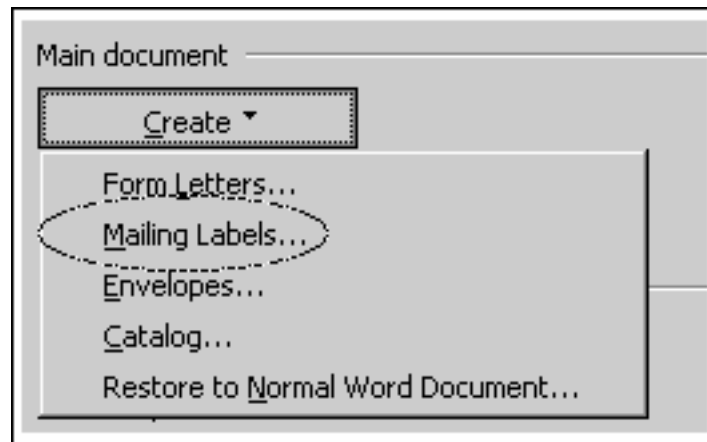 Main document
Create
Form Letters...
Mailing Labels...
Envelopes...
Catalog...
Restore to Normal Word Document...